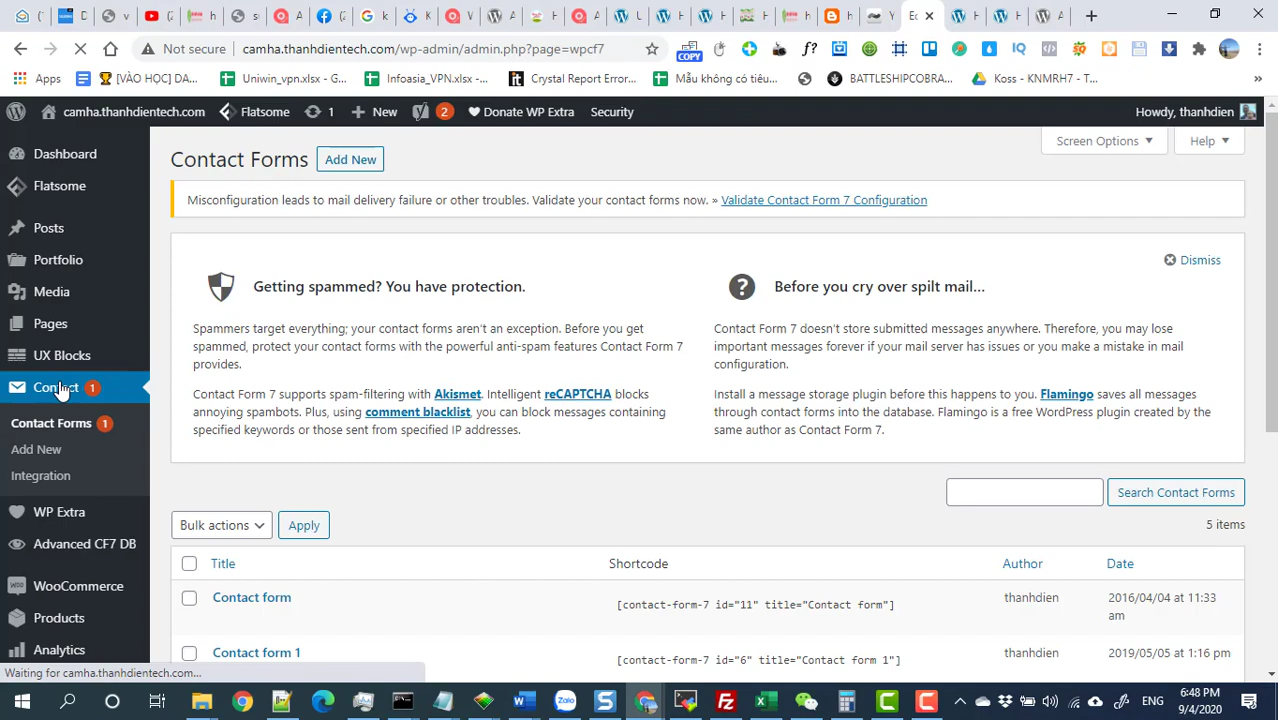 Not secure
camha.thanhdientech.com/wp-admin/admin.php?page=wpcf7
COPY
f?
IQ
Apps
[VÀO HỌC] DA...
Uniwin_vpn.xlsx - G...
Infoasia_VPN.xlsx -...
Crystal Report Error...
Mẫu không có tiêu...
BATTLESHIPCOBRA...
Koss - KNMRH7 - T...
camha.thanhdientech.com
Flatsome
1
New
2
Donate WP Extra
Security
Howdy, thanhdien
Dashboard
Flatsome
Posts
Portfolio
Media
Pages
UX Blocks
Contact 1
Contact Forms 1
Add New
Integration
WP Extra
Advanced CF7 DB
WooCommerce
Products
Analytics
Screen Options
Help
Contact Forms
Add New
Misconfiguration leads to mail delivery failure or other troubles. Validate your contact forms now. » Validate Contact Form 7 Configuration
Dismiss
Getting spammed? You have protection.
Spammers target everything; your contact forms aren't an exception. Before you get
spammed, protect your contact forms with the powerful anti-spam features Contact Form 7
provides.
Contact Form 7 supports spam-filtering with Akismet. Intelligent reCAPTCHA blocks
annoying spambots. Plus, using comment blacklist, you can block messages containing
specified keywords or those sent from specified IP addresses.
Before you cry over spilt mail...
Contact Form 7 doesn't store submitted messages anywhere. Therefore, you may lose
important messages forever if your mail server has issues or you make a mistake in mail
configuration.
Install a message storage plugin before this happens to you. Flamingo saves all messages
through contact forms into the database. Flamingo is a free WordPress plugin created by the
same author as Contact Form 7.
Search Contact Forms
Bulk actions
Apply
5 items
Title
Shortcode
Author
Date
Contact form
[contact-form-7 id="11" title="Contact form"]
thanhdien
2016/04/04 at 11:33
am
Contact form 1
[contact-form-7 id="6" title="Contact form 1"]
thanhdien
2019/05/05 at 1:16 pm
Waiting for camha.thanhdientech.com...
ENG
6:48 PM
9/4/2020